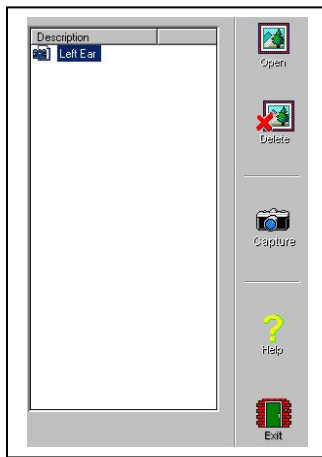 Description
Left Ear
Open
Delete
Capture
Help
Exit